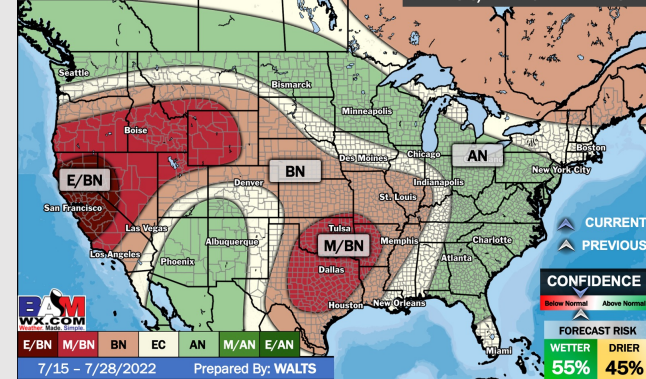 Seattle
Bismarck
Minneapolis
Boise
Des Moines
Chicago
AN
Boston
New York City
E/BN
BN
Denver
Indianapolis
San Francisco
St. Louis
Las Vegas
Tulsa
CURRENT
Albuquerque
M/BN
Memphis
Charlotte
PREVIOUS
Los Angeles
Phoenix
Dallas
Atlanta
CONFIDENCE
Houston
New Orleans
Below Normal
Above Normal
BAM
WX.COM
Weather. Made. Simple.
FORECAST RISK
E/BN M/BN BN EC AN M/AN E/AN
Miami
WETTER DRIER
7/15 – 7/28/2022 Prepared By: WALTS
55% 45%